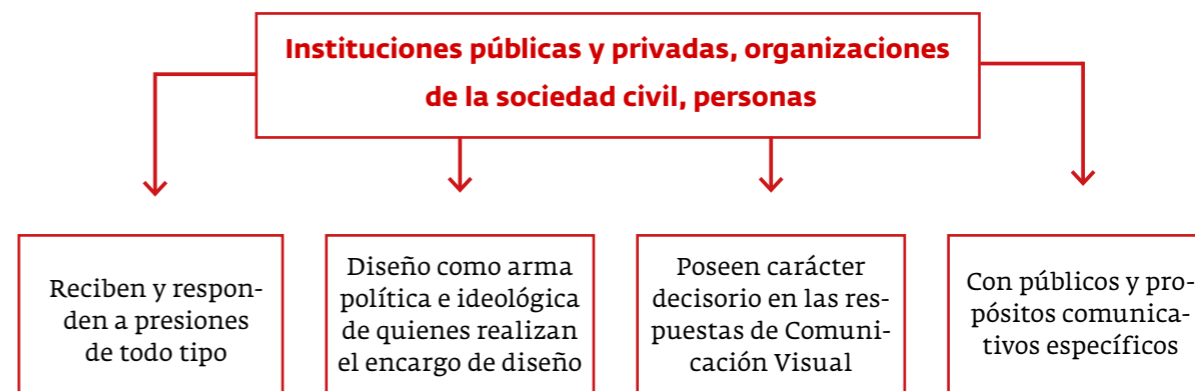 Instituciones públicas y privadas, organizaciones
de la sociedad civil, personas
Reciben y respon-
den a presiones
de todo tipo
Diseño como arma
política e ideológica
de quienes realizan
el encargo de diseño
Poseen carácter
decisorio en las res-
puestas de Comuni-
cación Visual
Con públicos y pro-
pósitos comunica-
tivos específicos